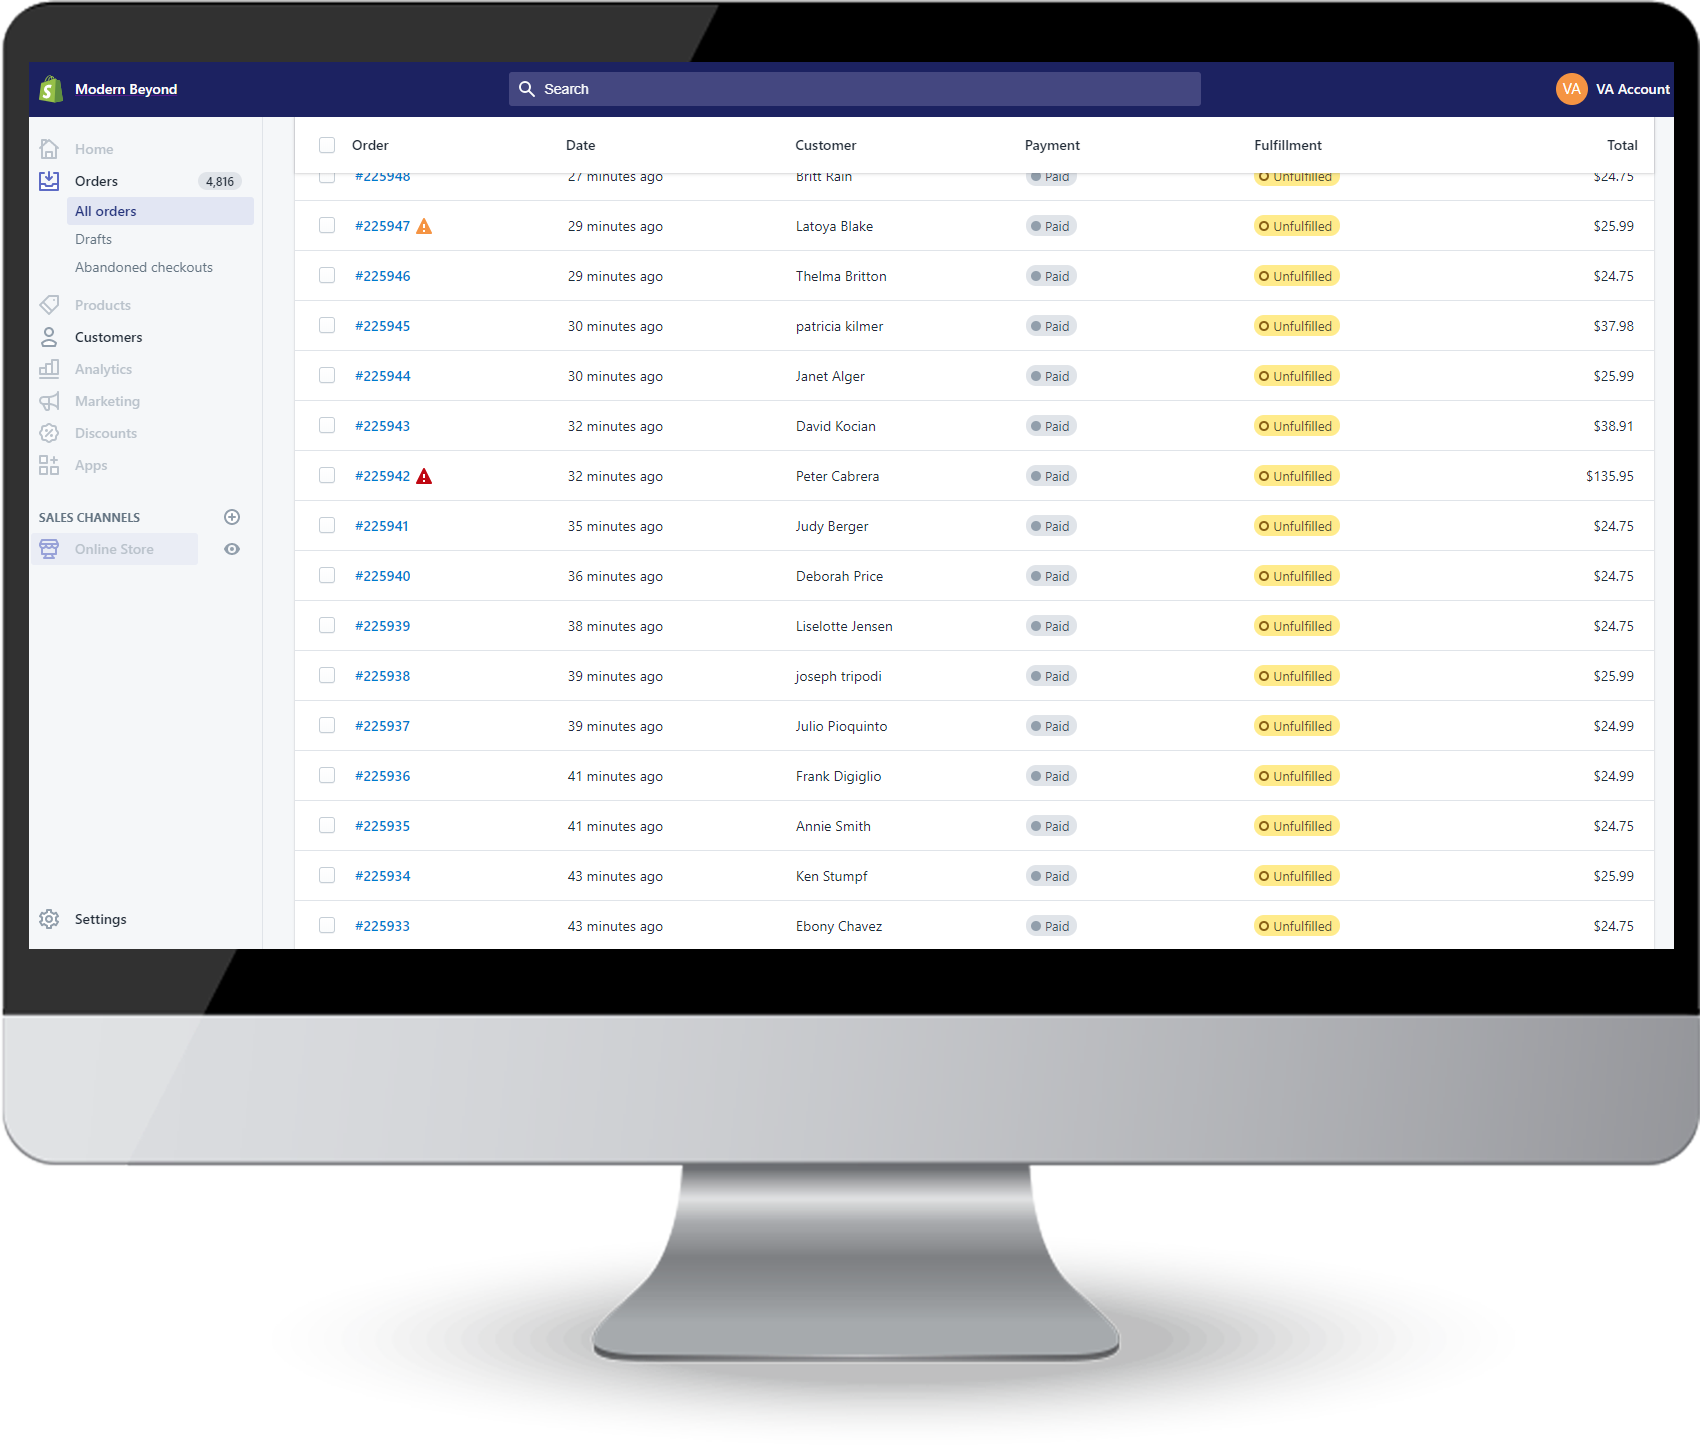 Modern Beyond
Search
VA VA Account
Home
Orders 4,816
All orders
Drafts
Abandoned checkouts
Products
Customers
Analytics
Marketing
Discounts
Apps
SALES CHANNELS
Online Store
Settings
Order Date Customer Payment Fulfillment Total
#225948 27 minutes ago Britt Rain Paid Unfulfilled $24.75
#225947 29 minutes ago Latoya Blake Paid Unfulfilled $25.99
#225946 29 minutes ago Thelma Britton Paid Unfulfilled $24.75
#225945 30 minutes ago patricia kilmer Paid Unfulfilled $37.98
#225944 30 minutes ago Janet Alger Paid Unfulfilled $25.99
#225943 32 minutes ago David Kocian Paid Unfulfilled $38.91
#225942 32 minutes ago Peter Cabrera Paid Unfulfilled $135.95
#225941 35 minutes ago Judy Berger Paid Unfulfilled $24.75
#225940 36 minutes ago Deborah Price Paid Unfulfilled $24.75
#225939 38 minutes ago Liselotte Jensen Paid Unfulfilled $24.75
#225938 39 minutes ago joseph tripodi Paid Unfulfilled $25.99
#225937 39 minutes ago Julio Pioquinto Paid Unfulfilled $24.99
#225936 41 minutes ago Frank Digiglio Paid Unfulfilled $24.99
#225935 41 minutes ago Annie Smith Paid Unfulfilled $24.75
#225934 43 minutes ago Ken Stumpf Paid Unfulfilled $25.99
#225933 43 minutes ago Ebony Chavez Paid Unfulfilled $24.75